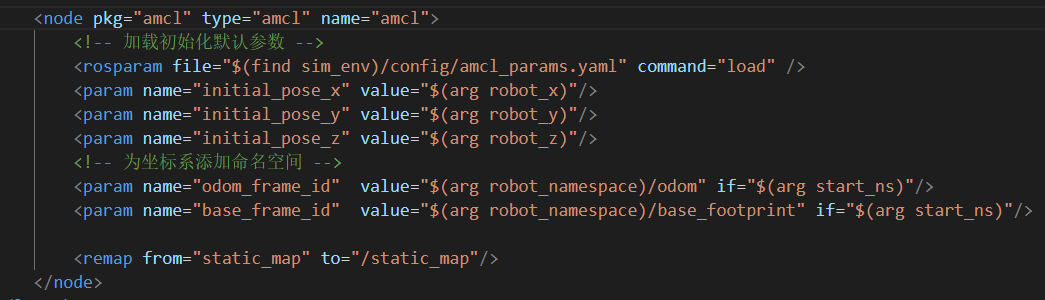 <node pkg="amcl" type="amcl" name="amcl">
<!-- 加载初始化默认参数 -->
<rosparam file="$(find sim_env)/config/amcl_params.yaml" command="load" />
<param name="initial_pose_x" value="$(arg robot_x)"/>
<param name="initial_pose_y" value="$(arg robot_y)"/>
<param name="initial_pose_z" value="$(arg robot_z)"/>
<!-- 为坐标系添加命名空间 -->
<param name="odom_frame_id"  value="$(arg robot_namespace)/odom" if="$(arg start_ns)"/>
<param name="base_frame_id"  value="$(arg robot_namespace)/base_footprint" if="$(arg start_ns)"/>
<remap from="static_map" to="/static_map"/>
</node>